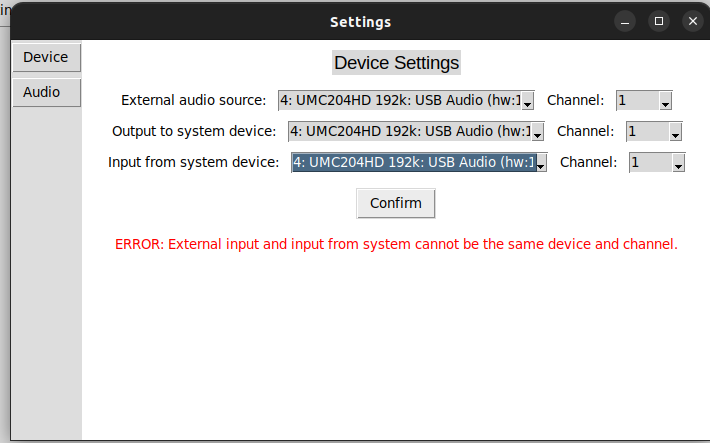 in
Settings
Device
Audio
Device Settings
External audio source: 4: UMC204HD 192k: USB Audio (hw:1 Channel: 1
Output to system device: 4: UMC204HD 192k: USB Audio (hw:1 Channel: 1
Input from system device: 4: UMC204HD 192k: USB Audio (hw:1 Channel: 1
Confirm
ERROR: External input and input from system cannot be the same device and channel.